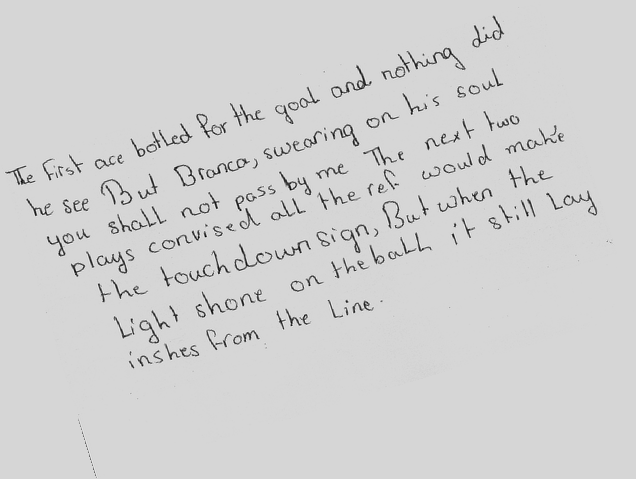 The First ace botled for the goal and nothing did
he see But Branca, swearing on his soul
you shall not pass by me The next two
plays convised all the ref would make
the touchdown sign, But when the
Light shone on the ball it still Lay
inshes from the Line.